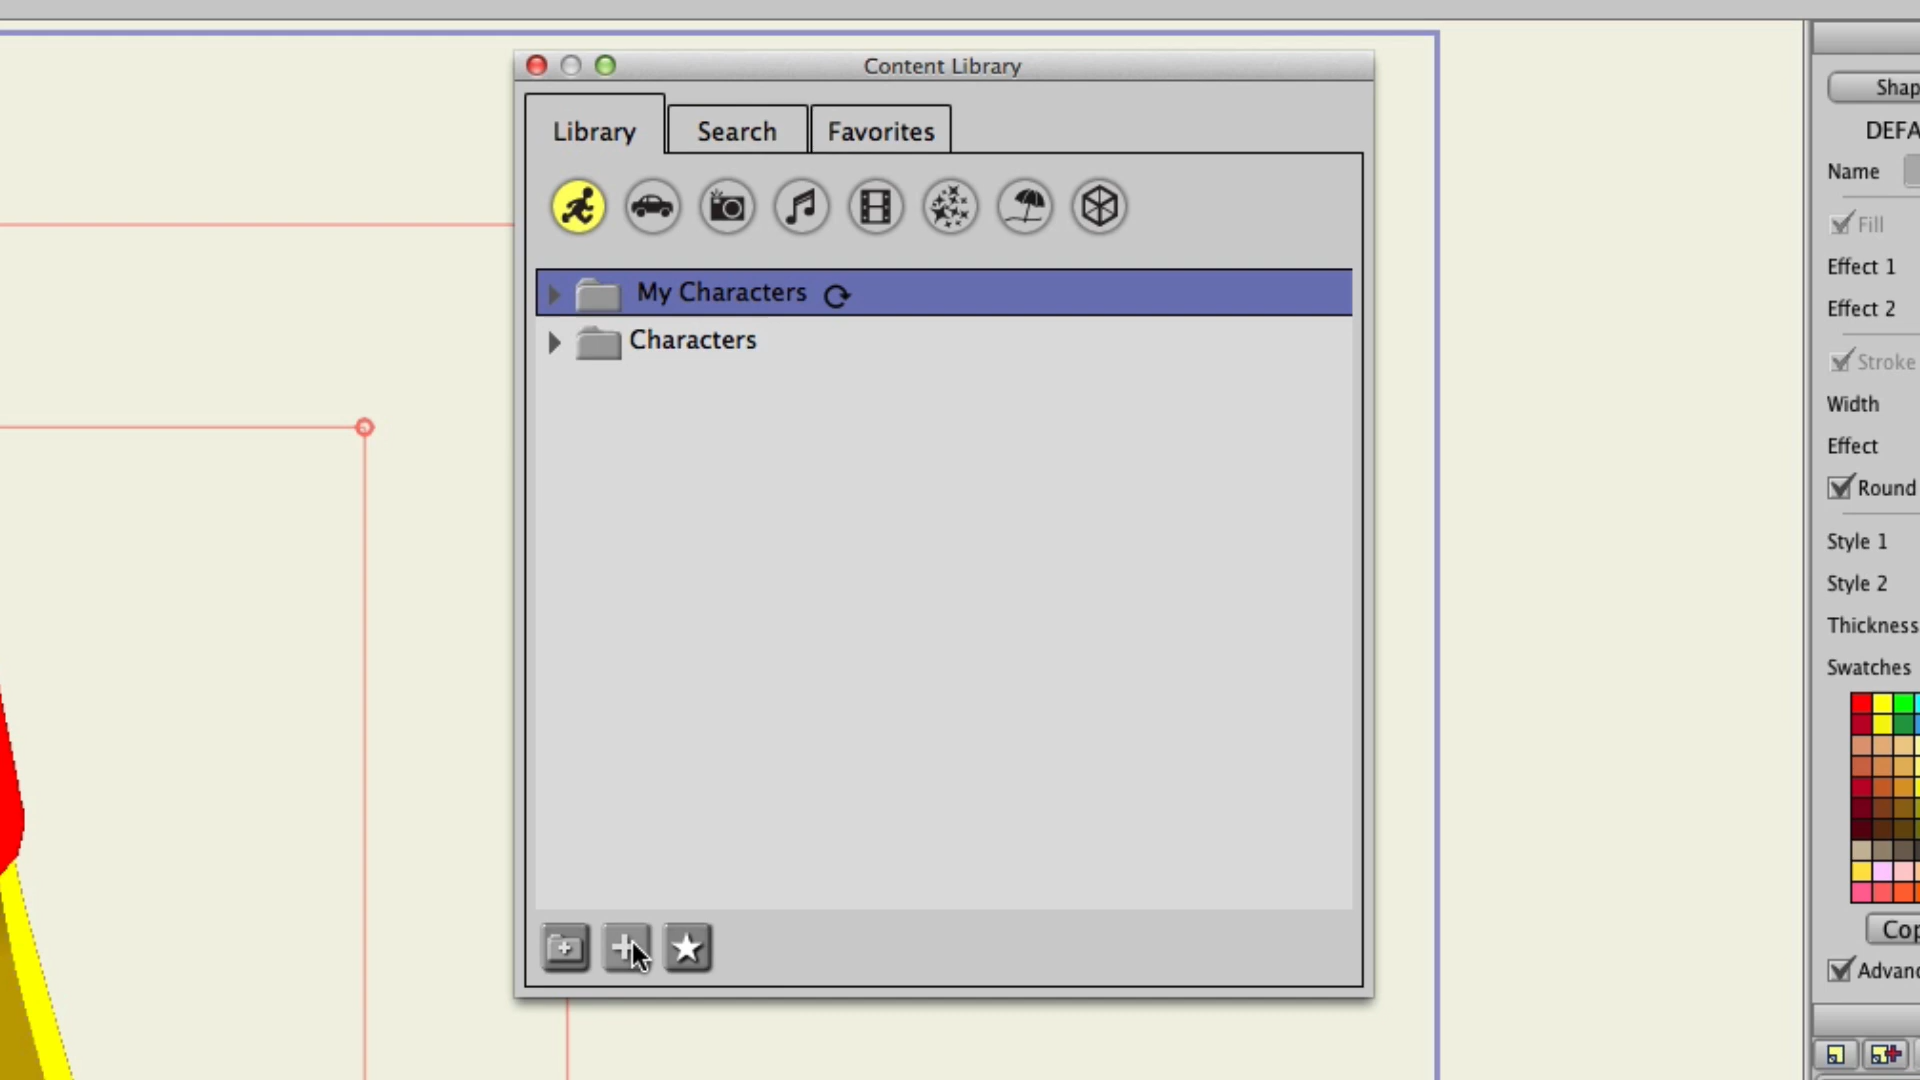 Content Library
Library
Search
Favorites
My Characters
Characters
Shap
DEFA
Name
Fill
Effect 1
Effect 2
Stroke
Width
Effect
Round
Style 1
Style 2
Thickness
Swatches
Cop
Advanc